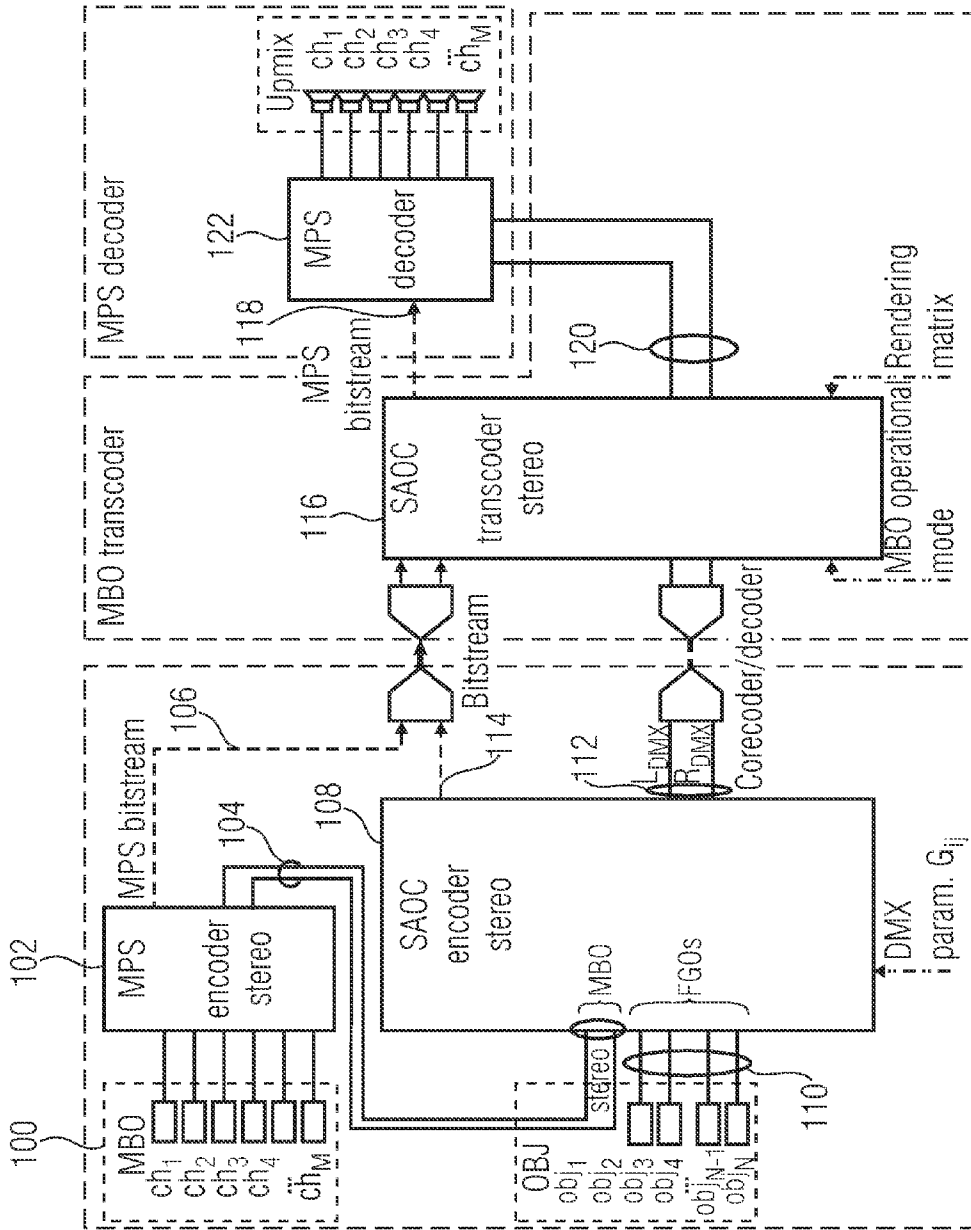 100
MBO
ch1
ch2
ch3
ch4
...
chM
102
MPS
encoder
stereo
MPS bitstream
106
104
OBJ
obj1
obj2
obj3
obj4
...
objN-1
objN
stereo
}MBO
}FGOs
110
108
SAOC
encoder
stereo
DMX
param. Gij
114
112
LDMX
RDMX
Bitstream
Corecoder/decoder
MBO transcoder
116
SAOC
transcoder
stereo
MBO operational
mode
Rendering
matrix
MPS
bitstream
118
120
MPS decoder
122
MPS
decoder
Upmix
ch1
ch2
ch3
ch4
...
chM